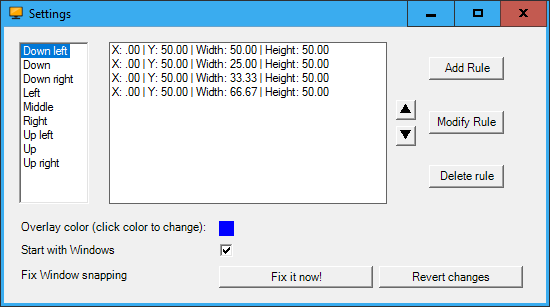 Settings
Down left
Down
Down right
Left
Middle
Right
Up left
Up
Up right
X: .00 | Y: 50.00 | Width: 50.00 | Height: 50.00
X: .00 | Y: 50.00 | Width: 25.00 | Height: 50.00
X: .00 | Y: 50.00 | Width: 33.33 | Height: 50.00
X: .00 | Y: 50.00 | Width: 66.67 | Height: 50.00
Add Rule
Modify Rule
Delete rule
Overlay color (click color to change):
Start with Windows
Fix Window snapping
Fix it now!
Revert changes